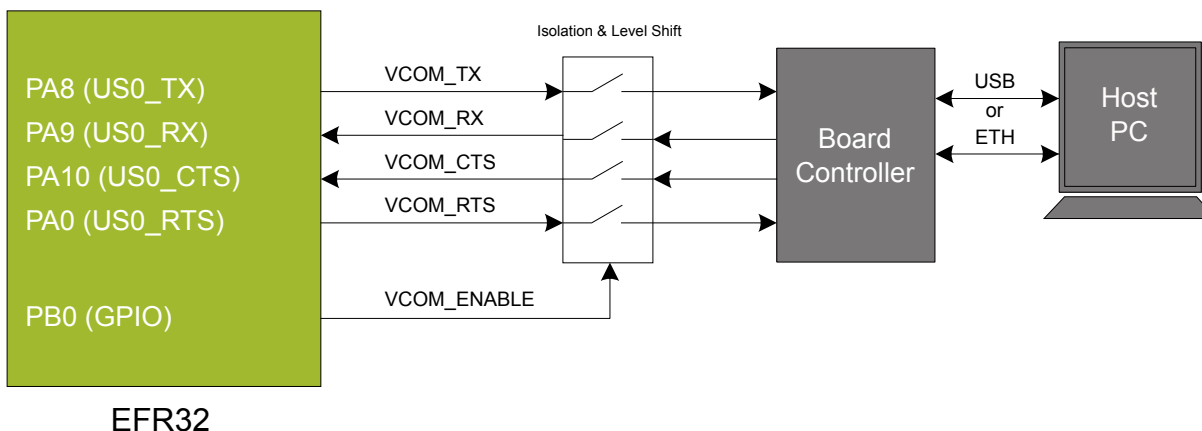 Isolation & Level Shift
PA8 (US0_TX)
PA9 (US0_RX)
PA10 (US0_CTS)
PA0 (US0_RTS)
PB0 (GPIO)
VCOM_TX
VCOM_RX
VCOM_CTS
VCOM_RTS
VCOM_ENABLE
Board
Controller
USB
or
ETH
Host
PC
EFR32